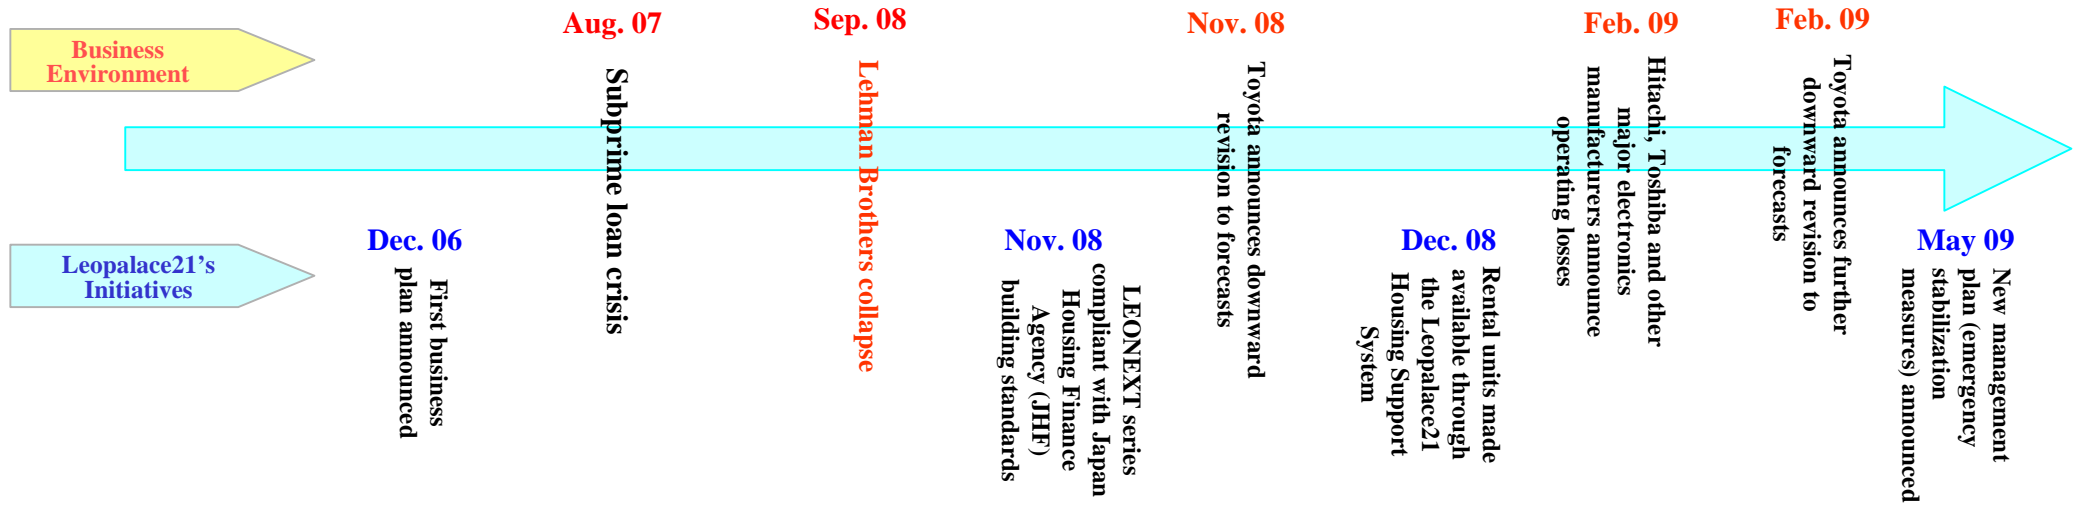 Business
Environment
Aug. 07
Subprime loan crisis
Sep. 08
Lehman Brothers collapse
Nov. 08
Toyota announces downward
revision to forecasts
Feb. 09
Hitachi, Toshiba and other
major electronics
manufacturers announce
operating losses
Feb. 09
Toyota announces further
downward revision to
forecasts
Leopalace21's
Initiatives
Dec. 06
First business
plan announced
Nov. 08
LEONEXT series
compliant with Japan
Housing Finance
Agency (JHF)
building standards
Dec. 08
Rental units made
available through
the Leopalace21
Housing Support
System
May 09
New management
plan (emergency
stabilization
measures) announced